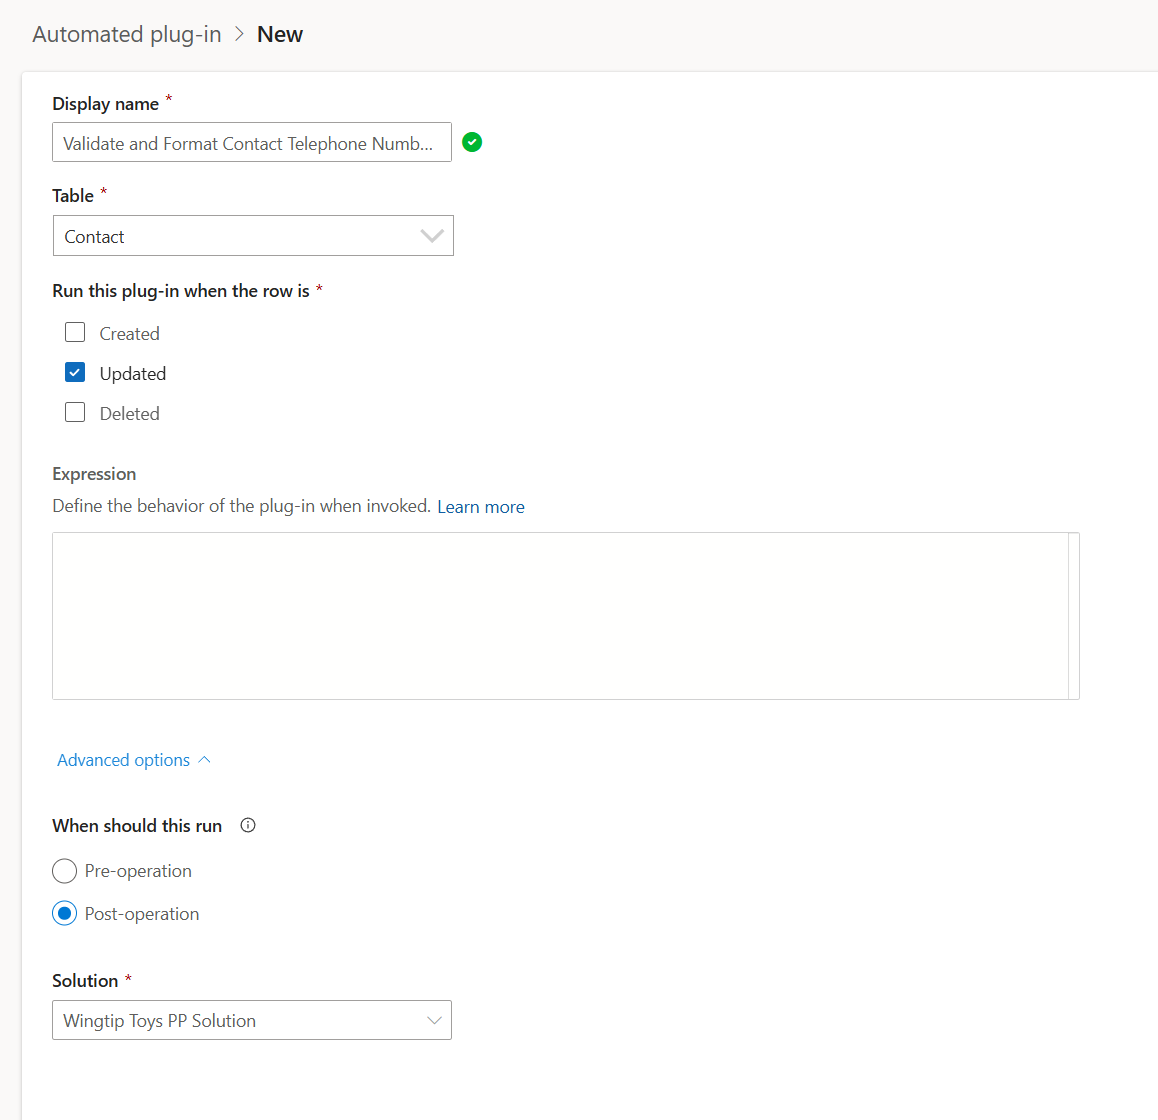 Automated plug-in > New
Display name *
Validate and Format Contact Telephone Numb...
Table *
Contact
Run this plug-in when the row is *
Created
Updated
Deleted
Expression
Define the behavior of the plug-in when invoked. Learn more
Advanced options
When should this run
Pre-operation
Post-operation
Solution *
Wingtip Toys PP Solution